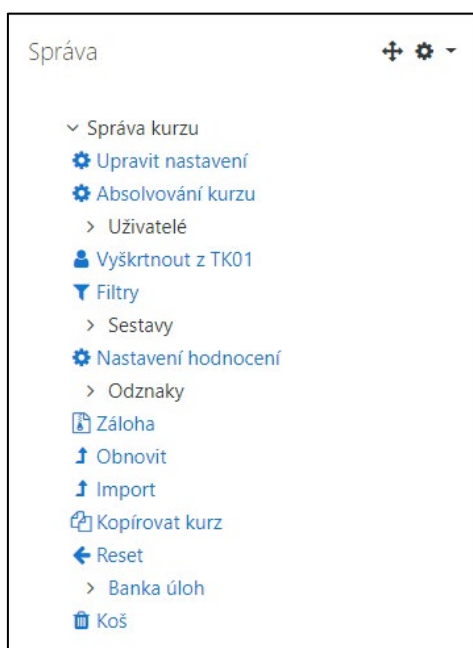 Správa
Správa kurzu
Upravit nastavení
Absolvování kurzu
Uživatelé
Vyškrtnout z TK01
Filtry
Sestavy
Nastavení hodnocení
Odznaky
Záloha
Obnovit
Import
Kopírovat kurz
Reset
Banka úloh
Koš